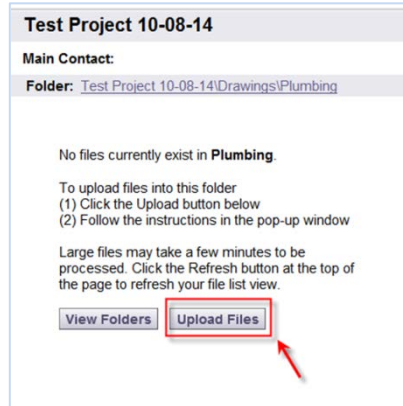 Test Project 10-08-14
Main Contact:
Folder: Test Project 10-08-14\Drawings\Plumbing
No files currently exist in Plumbing.
To upload files into this folder
(1) Click the Upload button below
(2) Follow the instructions in the pop-up window
Large files may take a few minutes to be
processed. Click the Refresh button at the top of
the page to refresh your file list view.
View Folders Upload Files